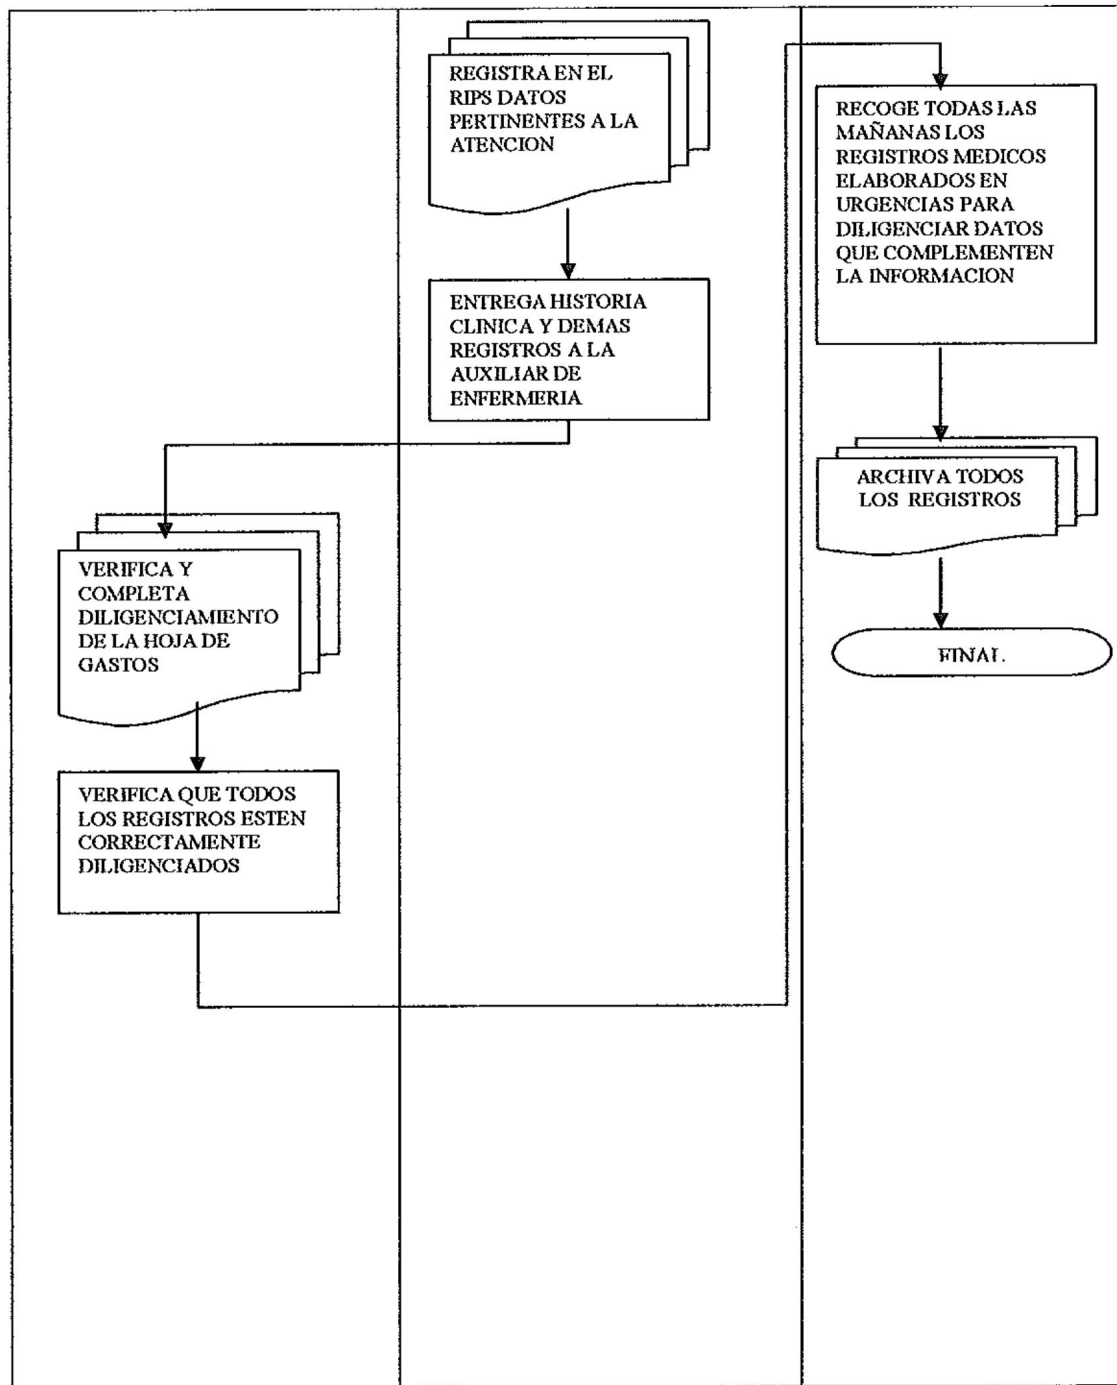 REGISTRA EN EL
RIPS DATOS
PERTINENTES A LA
ATENCION
ENTREGA HISTORIA
CLINICA Y DEMAS
REGISTROS A LA
AUXILIAR DE
ENFERMERIA
VERIFICA Y
COMPLETA
DILIGENCIAMIENTO
DE LA HOJA DE
GASTOS
VERIFICA QUE TODOS
LOS REGISTROS ESTEN
CORRECTAMENTE
DILIGENCIADOS
RECOGE TODAS LAS
MAÑANAS LOS
REGISTROS MEDICOS
ELABORADOS EN
URGENCIAS PARA
DILIGENCIAR DATOS
QUE COMPLEMENTEN
LA INFORMACION
ARCHIVA TODOS
LOS REGISTROS
FINAL